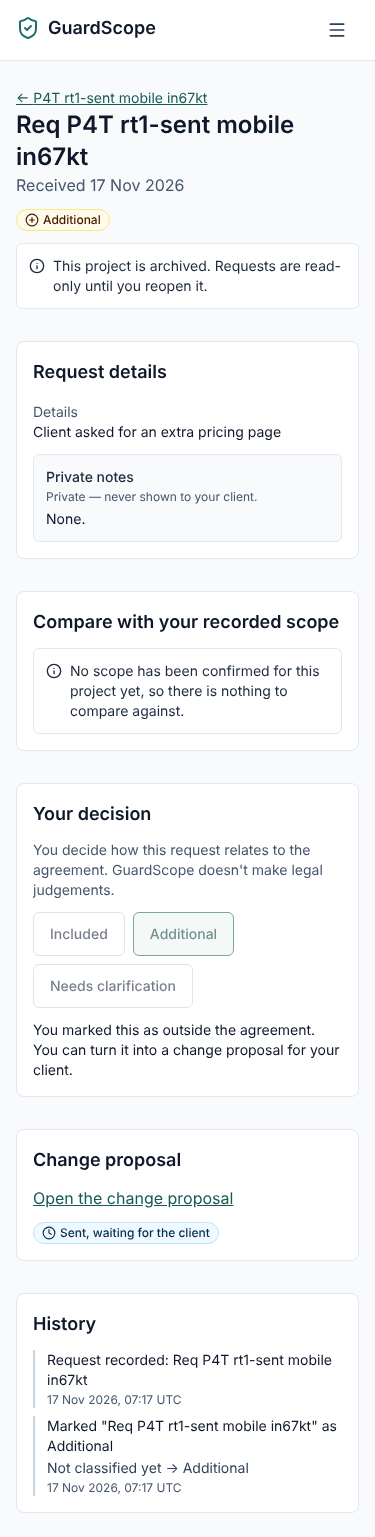 GuardScope
← P4T rt1-sent mobile in67kt
Req P4T rt1-sent mobile
in67kt
Received 17 Nov 2026
Additional
This project is archived. Requests are read-
only until you reopen it.
Request details
Details
Client asked for an extra pricing page
Private notes
Private — never shown to your client.
None.
Compare with your recorded scope
No scope has been confirmed for this
project yet, so there is nothing to
compare against.
Your decision
You decide how this request relates to the
agreement. GuardScope doesn't make legal
judgements.
Included
Additional
Needs clarification
You marked this as outside the agreement.
You can turn it into a change proposal for your
client.
Change proposal
Open the change proposal
Sent, waiting for the client
History
Request recorded: Req P4T rt1-sent mobile
in67kt
17 Nov 2026, 07:17 UTC
Marked "Req P4T rt1-sent mobile in67kt" as
Additional
Not classified yet → Additional
17 Nov 2026, 07:17 UTC